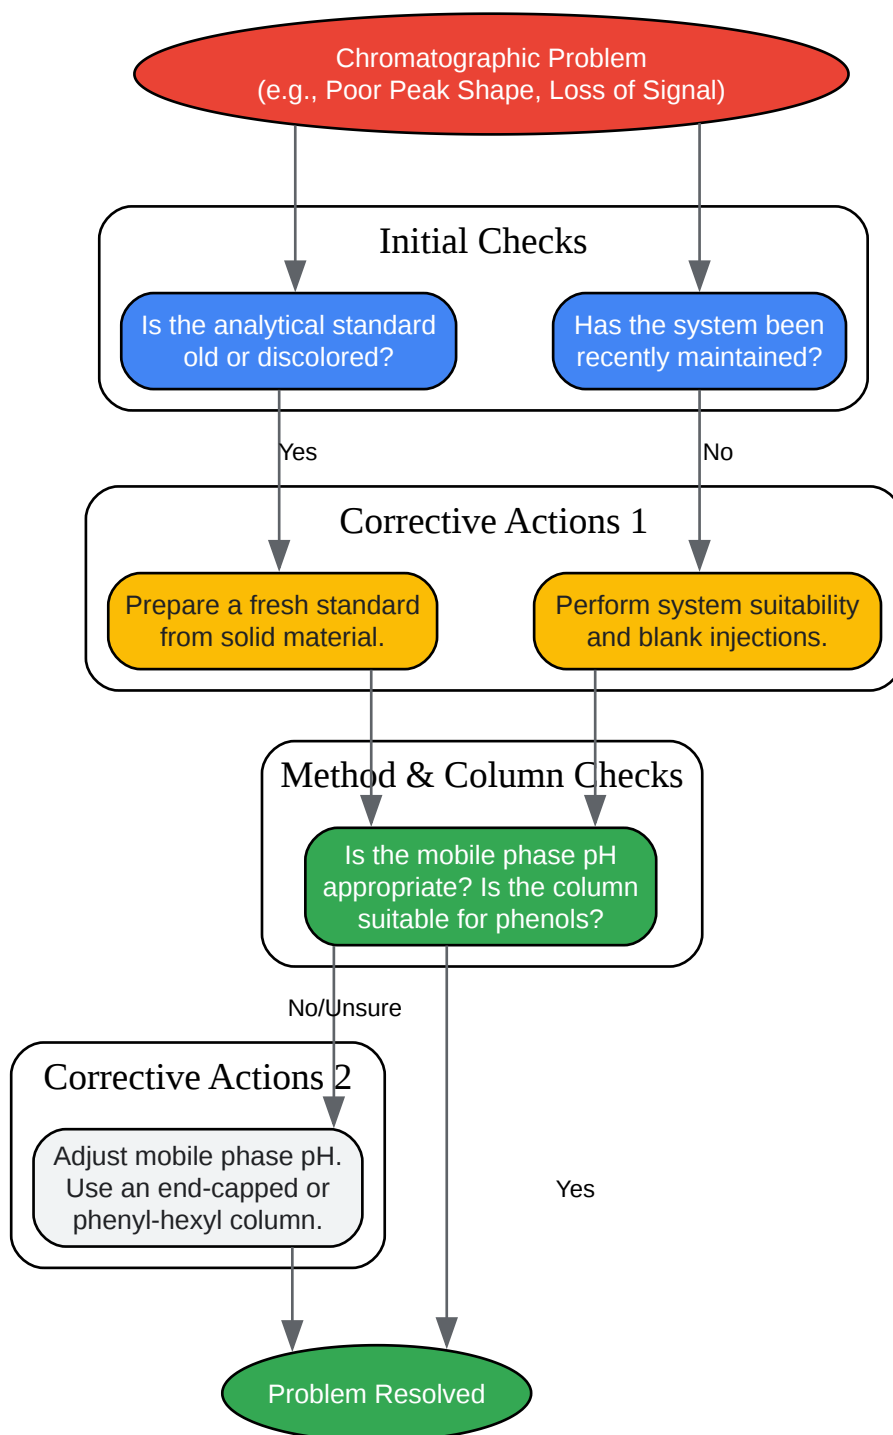 Chromatographic Problem
(e.g., Poor Peak Shape, Loss of Signal)
Initial Checks
Is the analytical standard
old or discolored?
Has the system been
recently maintained?
Yes
No
Corrective Actions 1
Prepare a fresh standard
from solid material.
Perform system suitability
and blank injections.
Method & Column Checks
Is the mobile phase pH
appropriate? Is the column
suitable for phenols?
No/Unsure
Corrective Actions 2
Adjust mobile phase pH.
Use an end-capped or
phenyl-hexyl column.
Yes
Problem Resolved